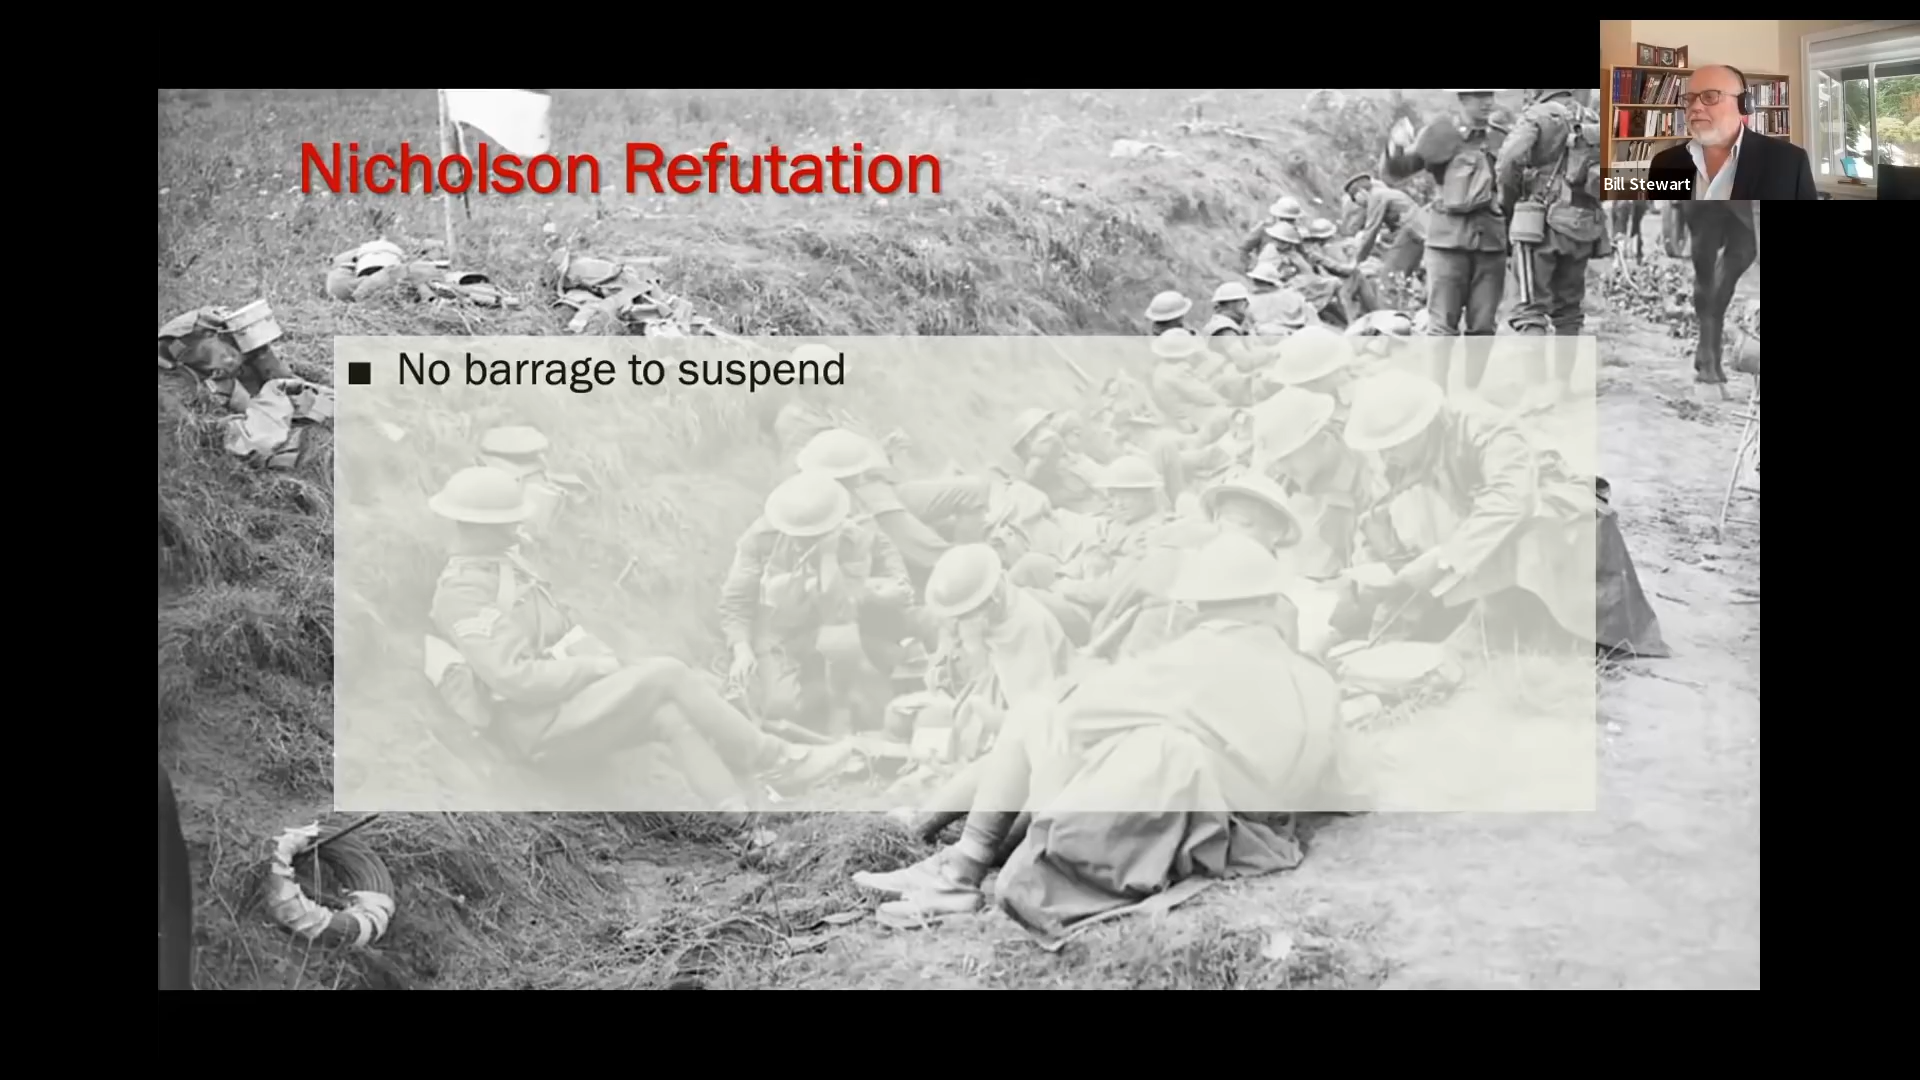 Nicholson Refutation
■ No barrage to suspend
Bill Stewart